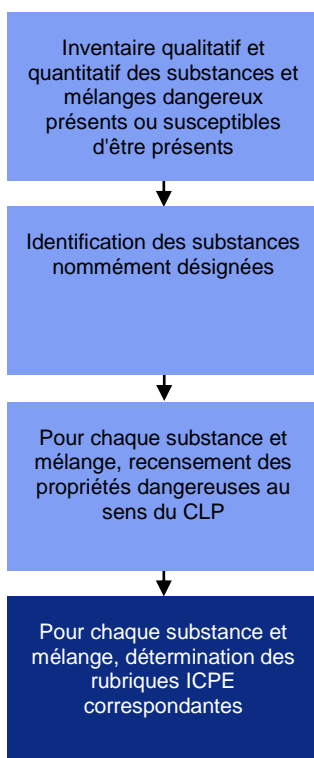 Inventaire qualitatif et
quantitatif des substances et
mélanges dangereux
présents ou susceptibles
d'être présents
Identification des substances
nommément désignées
Pour chaque substance et
mélange, recensement des
propriétés dangereuses au
sens du CLP
Pour chaque substance et
mélange, détermination des
rubriques ICPE
correspondantes